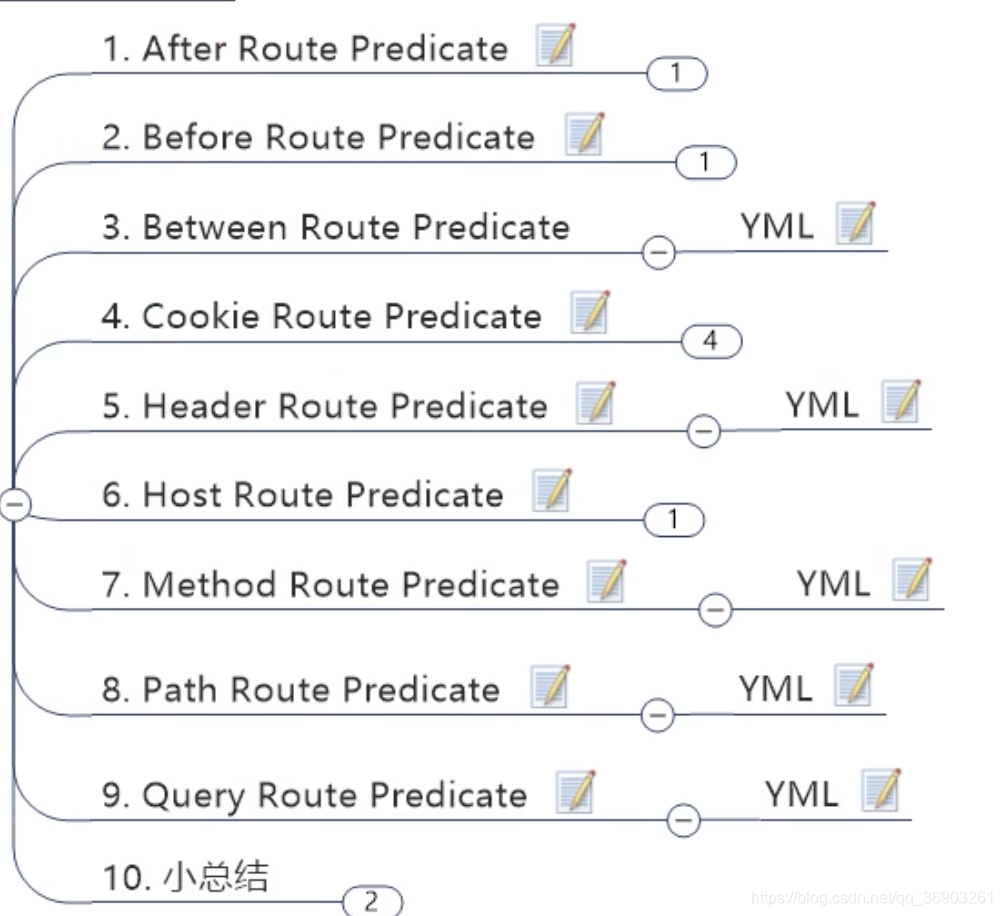 1. After Route Predicate
1
2. Before Route Predicate
1
3. Between Route Predicate YML
4. Cookie Route Predicate
4
5. Header Route Predicate YML
6. Host Route Predicate
1
7. Method Route Predicate YML
8. Path Route Predicate YML
9. Query Route Predicate YML
10. 小总结
2
https://blog.csdn.net/qq_36903261